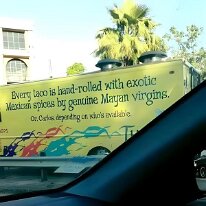 Every taco is hand-rolled with exotic
Mexican spices by genuine Mayan virgins.
Or, Carlos, depending on who's available.